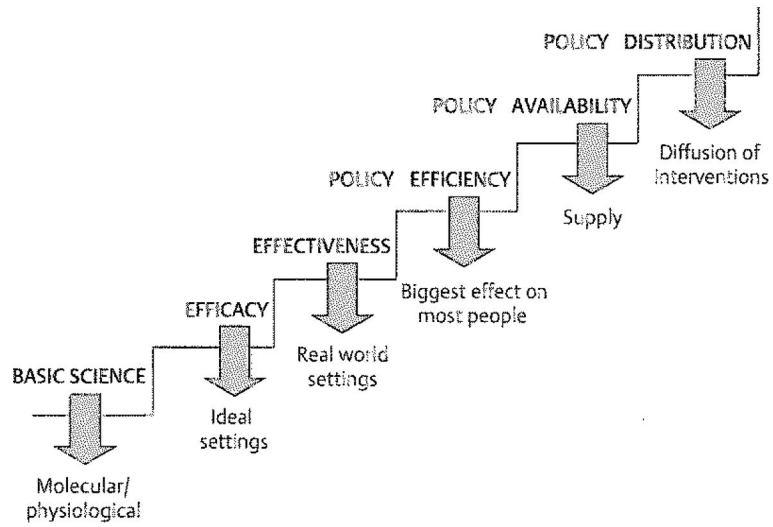 POLICY DISTRIBUTION
POLICY AVAILABILITY
Diffusion of
interventions
POLICY EFFICIENCY
Supply
EFFECTIVENESS
Biggest effect on
most people
EFFICACY
Real world
settings
BASIC SCIENCE
Ideal
settings
Molecular/
physiological